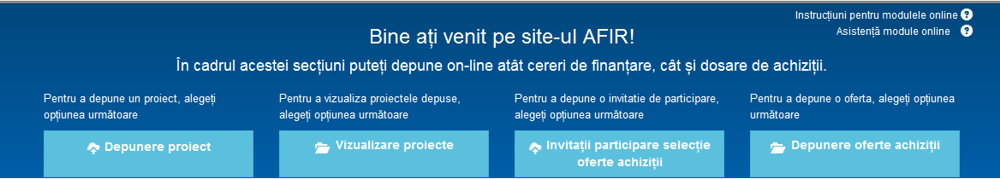 Instrucțiuni pentru modulele online
Asistență module online
Bine ați venit pe site-ul AFIR!
În cadrul acestei secțiuni puteți depune on-line atât cereri de finanțare, cât și dosare de achiziții.
Pentru a depune un proiect, alegeți
opțiunea următoare
Depunere proiect
Pentru a vizualiza proiectele depuse,
alegeți opțiunea următoare
Vizualizare proiecte
Pentru a depune o invitatie de participare,
alegeți opțiunea următoare
Invitații participare selecție
oferte achiziții
Pentru a depune o oferta, alegeți opțiunea
următoare
Depunere oferte achiziții